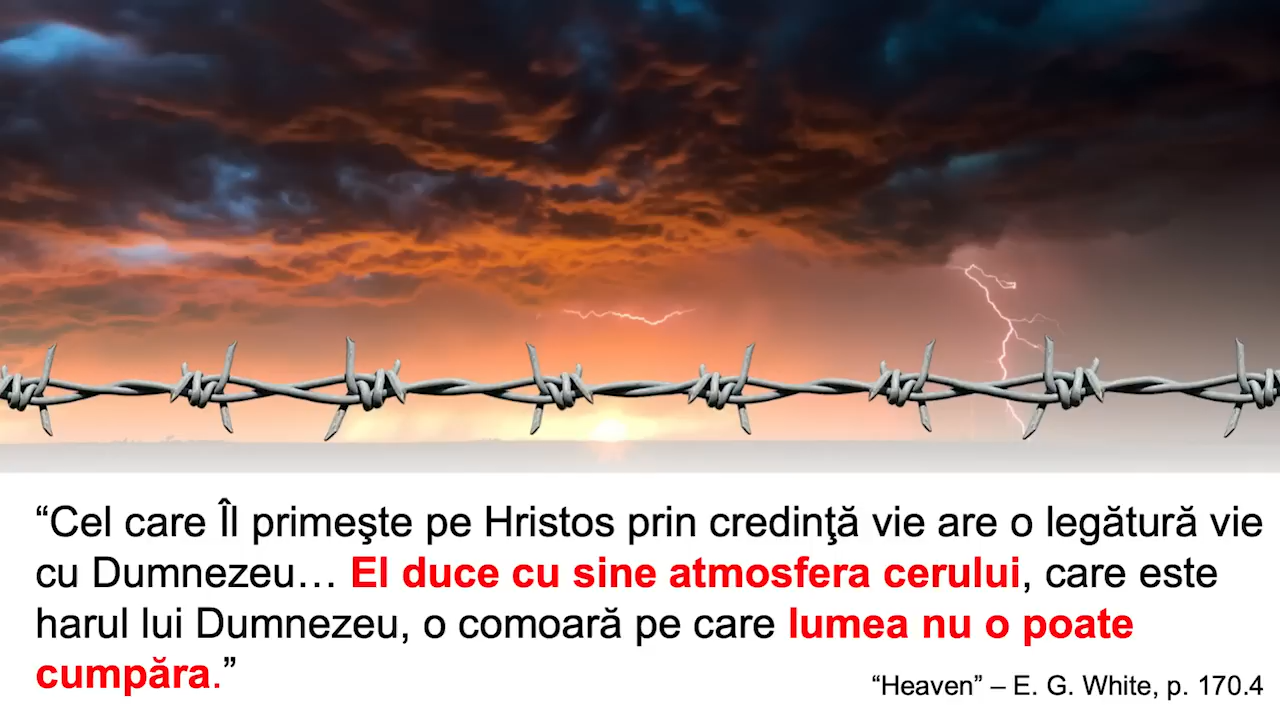 “Cel care Îl primeşte pe Hristos prin credinţă vie are o legătură vie
cu Dumnezeu… El duce cu sine atmosfera cerului, care este
harul lui Dumnezeu, o comoară pe care lumea nu o poate
cumpăra.”
“Heaven” – E. G. White, p. 170.4